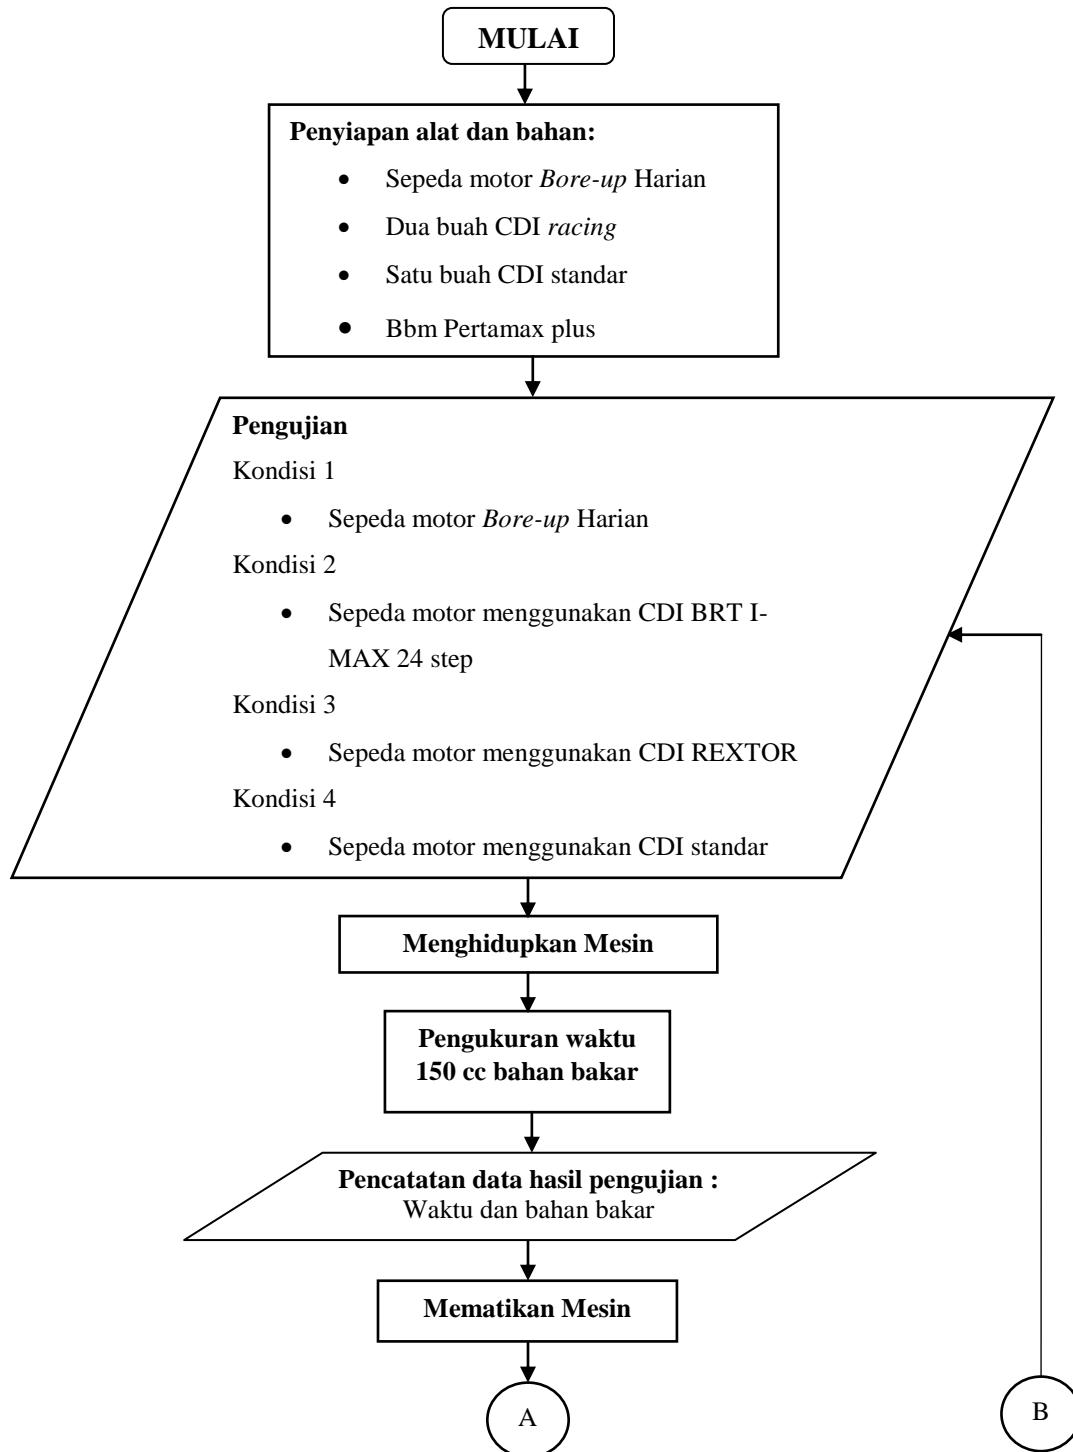 MULAI
Penyiapan alat dan bahan:
• Sepeda motor Bore-up Harian
• Dua buah CDI racing
• Satu buah CDI standar
• Bbm Pertamax plus
Pengujian
Kondisi 1
• Sepeda motor Bore-up Harian
Kondisi 2
• Sepeda motor menggunakan CDI BRT I-
MAX 24 step
Kondisi 3
• Sepeda motor menggunakan CDI REXTOR
Kondisi 4
• Sepeda motor menggunakan CDI standar
Menghidupkan Mesin
Pengukuran waktu
150 cc bahan bakar
Pencatatan data hasil pengujian :
Waktu dan bahan bakar
Mematikan Mesin
A
B